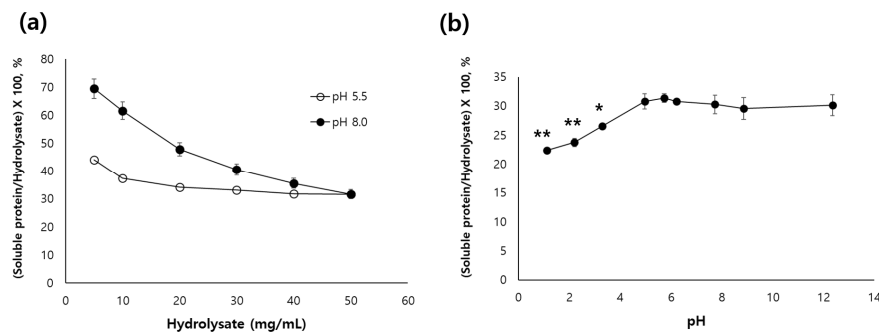 (a)
(Soluble protein/Hydrolysate) X 100, %
80
70
60
50
40
30
20
10
0
0 10 20 30 40 50 60
Hydrolysate (mg/mL)
pH 5.5
pH 8.0
(b)
(Soluble protein/Hydrolysate) X 100, %
35
30
25
20
15
10
5
0
** ** *
0 2 4 6 8 10 12 14
pH